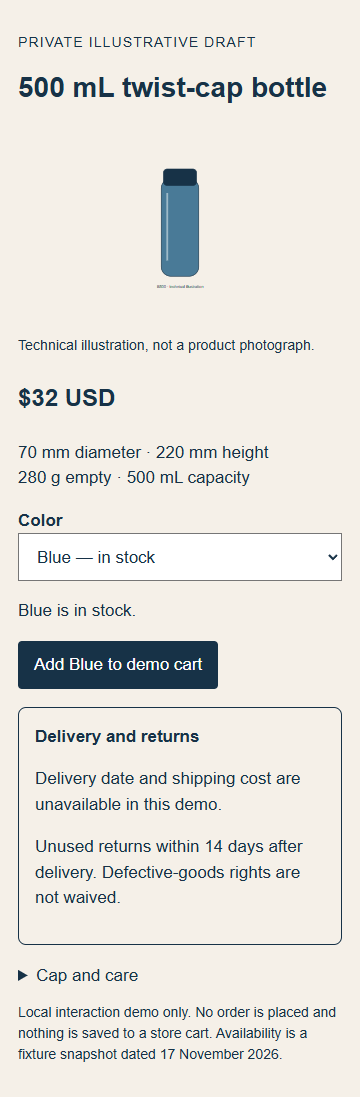 PRIVATE ILLUSTRATIVE DRAFT
500 mL twist-cap bottle
technical illustration
Technical illustration, not a product photograph.
$32 USD
70 mm diameter · 220 mm height
280 g empty · 500 mL capacity
Color
Blue — in stock
Blue is in stock.
Add Blue to demo cart
Delivery and returns
Delivery date and shipping cost are
unavailable in this demo.
Unused returns within 14 days after
delivery. Defective-goods rights are
not waived.
Cap and care
Local interaction demo only. No order is placed and
nothing is saved to a store cart. Availability is a
fixture snapshot dated 17 November 2026.